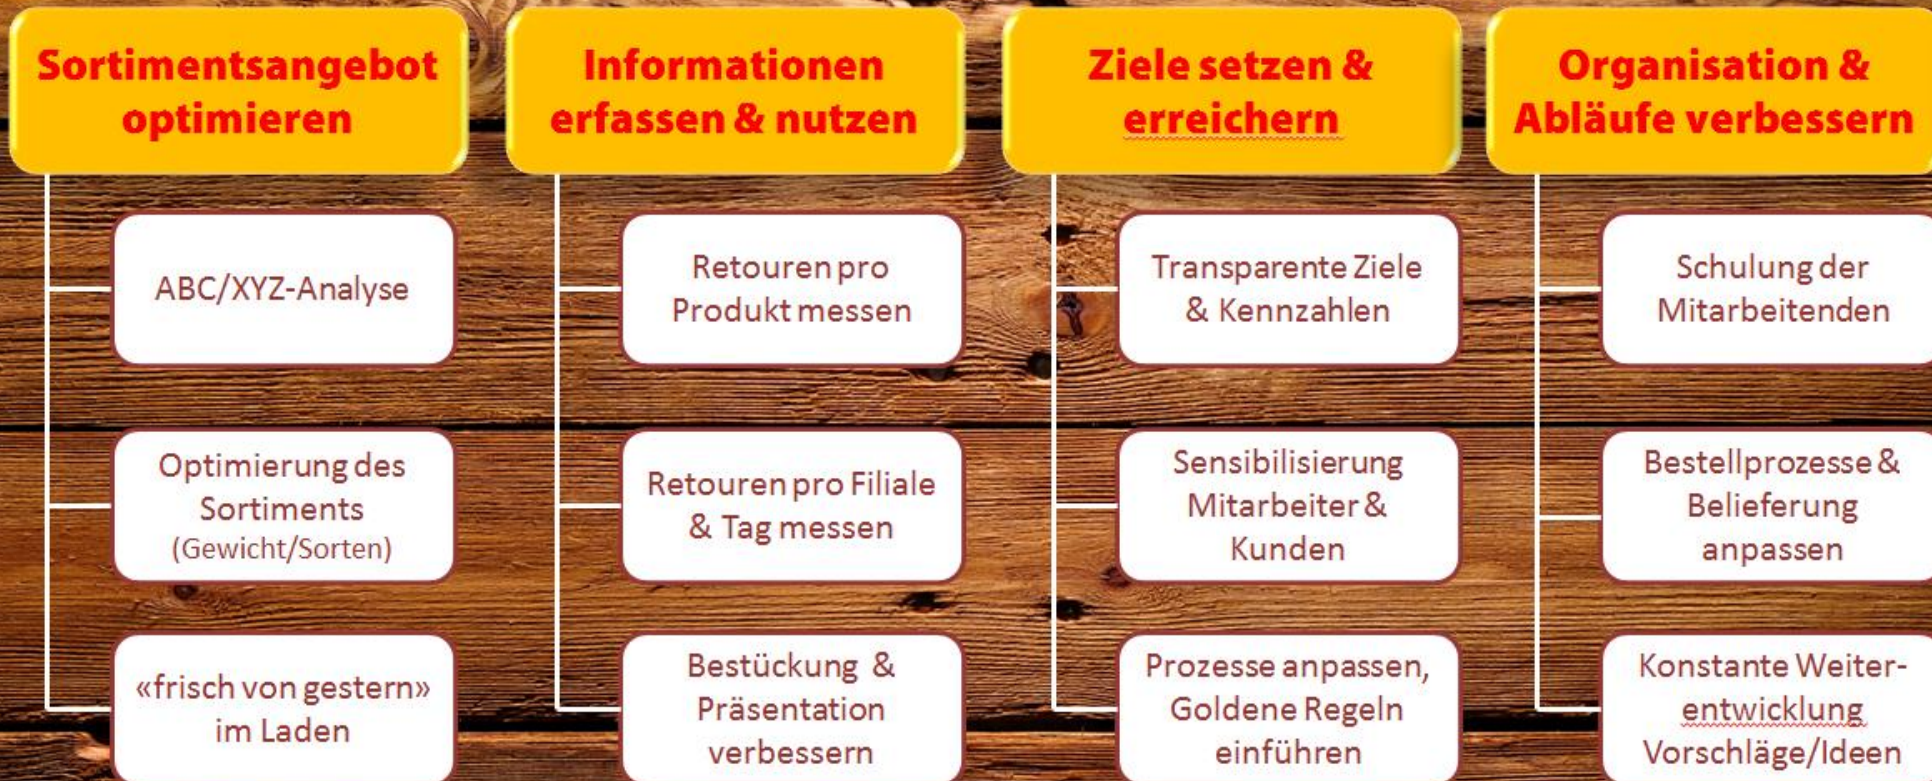 Sortimentsangebot
optimieren
ABC/XYZ-Analyse
Optimierung des
Sortiments
(Gewicht/Sorten)
«frisch von gestern»
im Laden
Informationen
erfassen & nutzen
Retouren pro
Produkt messen
Retouren pro Filiale
& Tag messen
Bestückung &
Präsentation
verbessern
Ziele setzen &
erreichern
Transparente Ziele
& Kennzahlen
Sensibilisierung
Mitarbeiter &
Kunden
Prozesse anpassen,
Goldene Regeln
einführen
Organisation &
Abläufe verbessern
Schulung der
Mitarbeitenden
Bestellprozesse &
Belieferung
anpassen
Konstante Weiter-
entwicklung
Vorschläge/Ideen